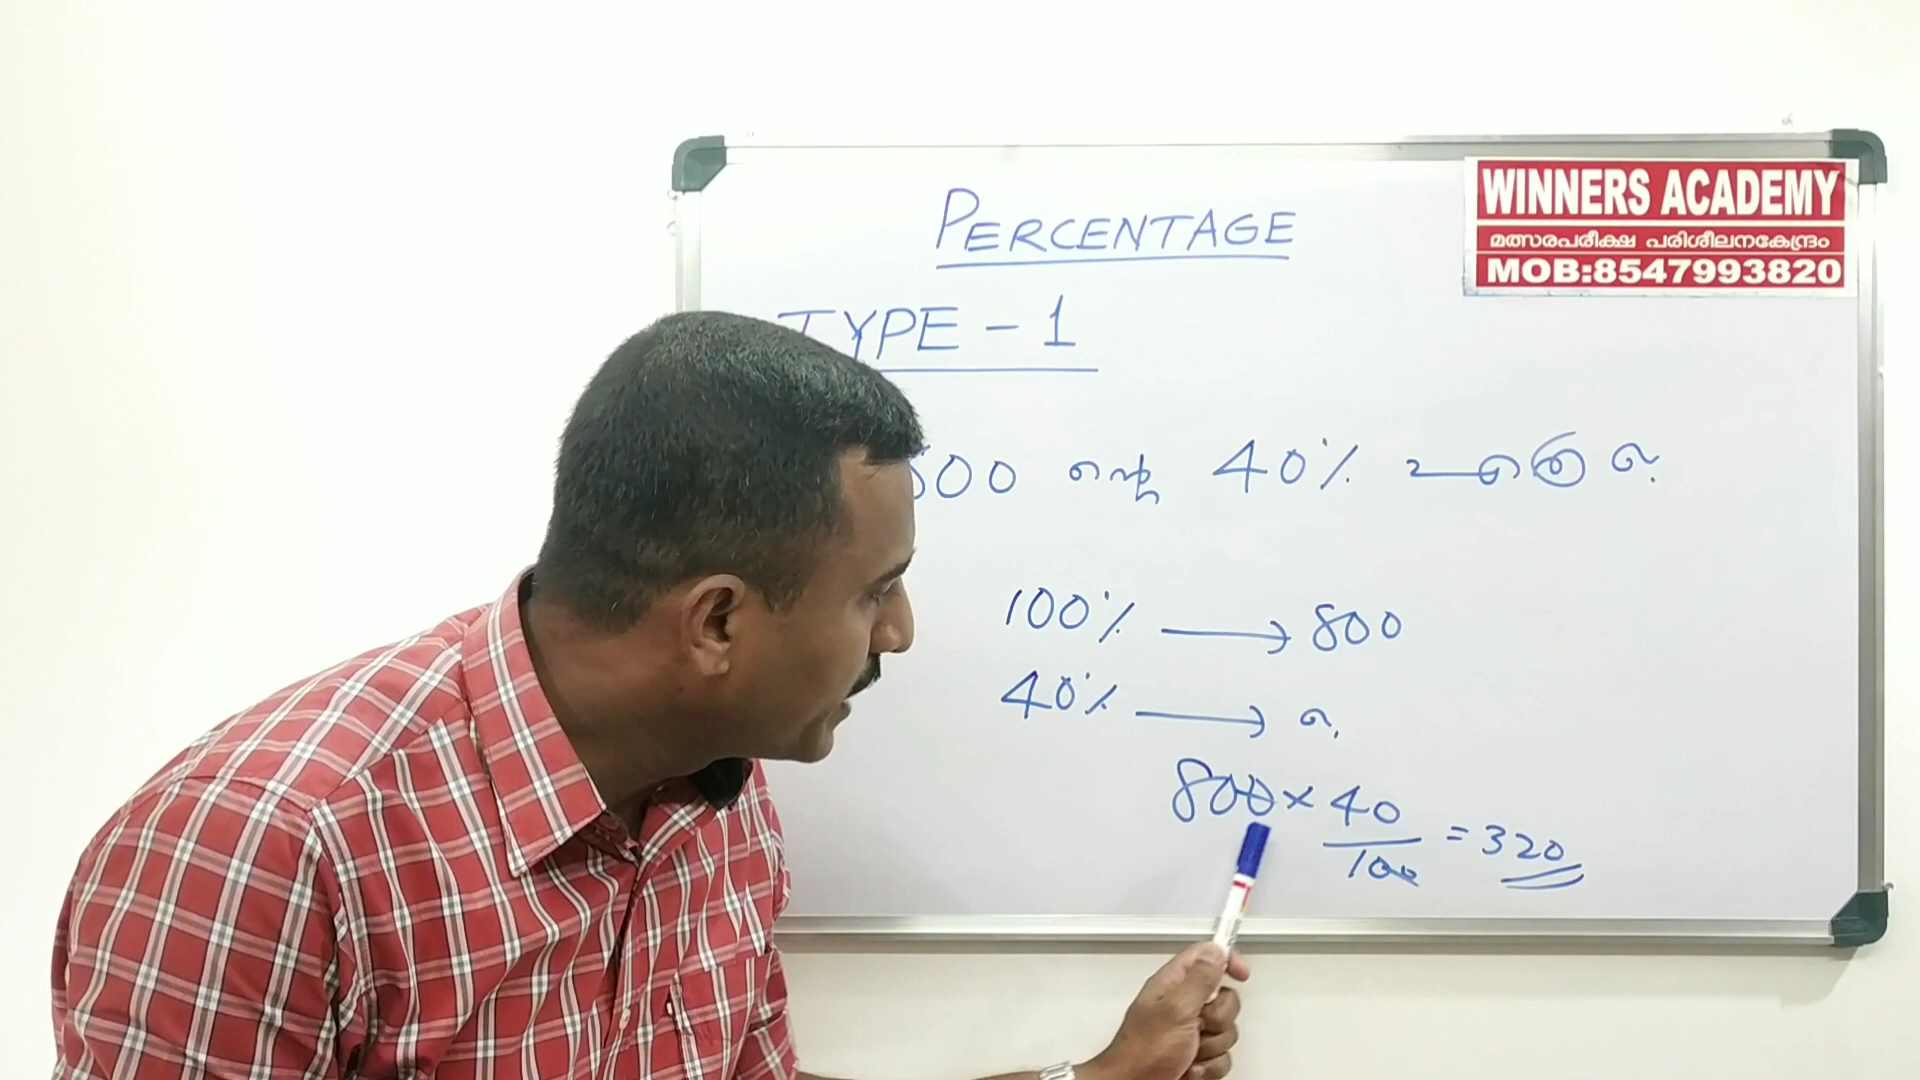 PERCENTAGE
WINNERS ACADEMY
മത്സരപരീക്ഷ പരിശീലനകേന്ദ്രം
MOB:8547993820
TYPE - 1
800 ന്റെ 40% എത്ര ?
100% → 800
40% → ?
800 × 40/100 = 320